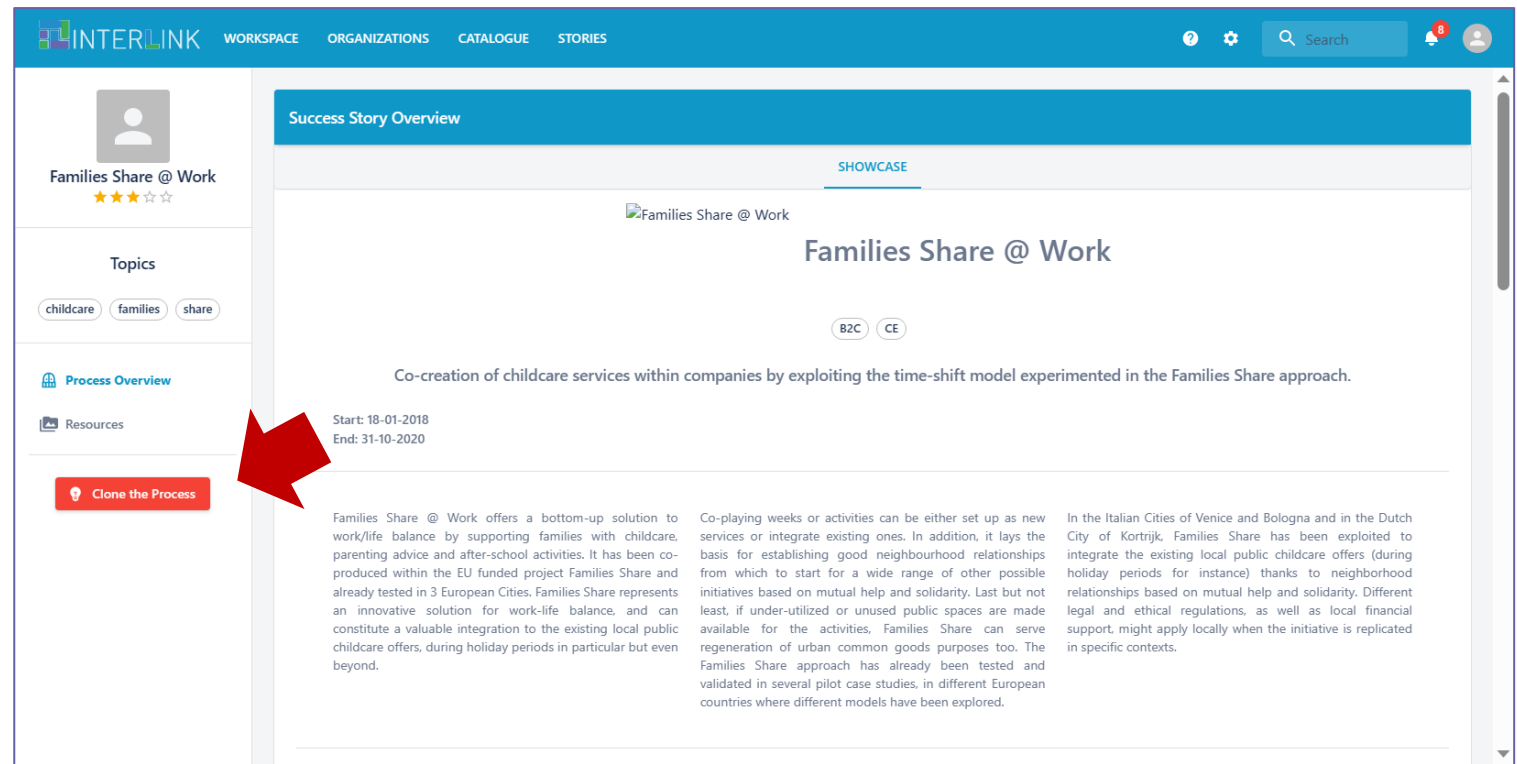 INTERLINK WORKSPACE ORGANIZATIONS CATALOGUE STORIES Search 8
Families Share @ Work
Topics
childcare families share
Process Overview
Resources
Clone the Process
Success Story Overview
SHOWCASE
Families Share @ Work
Families Share @ Work
B2C CE
Co-creation of childcare services within companies by exploiting the time-shift model experimented in the Families Share approach.
Start: 18-01-2018
End: 31-10-2020
Families Share @ Work offers a bottom-up solution to
work/life balance by supporting families with childcare,
parenting advice and after-school activities. It has been co-
produced within the EU funded project Families Share and
already tested in 3 European Cities. Families Share represents
an innovative solution for work-life balance, and can
constitute a valuable integration to the existing local public
childcare offers, during holiday periods in particular but even
beyond.
Co-playing weeks or activities can be either set up as new
services or integrate existing ones. In addition, it lays the
basis for establishing good neighbourhood relationships
from which to start for a wide range of other possible
initiatives based on mutual help and solidarity. Last but not
least, if under-utilized or unused public spaces are made
available for the activities, Families Share can serve
regeneration of urban common goods purposes too. The
Families Share approach has already been tested and
validated in several pilot case studies, in different European
countries where different models have been explored.
In the Italian Cities of Venice and Bologna and in the Dutch
City of Kortrijk, Families Share has been exploited to
integrate the existing local public childcare offers (during
holiday periods for instance) thanks to neighborhood
relationships based on mutual help and solidarity. Different
legal and ethical regulations, as well as local financial
support, might apply locally when the initiative is replicated
in specific contexts.